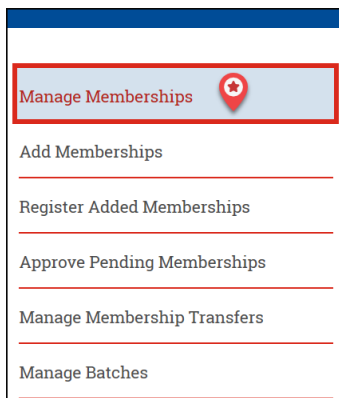 Manage Memberships
Add Memberships
Register Added Memberships
Approve Pending Memberships
Manage Membership Transfers
Manage Batches